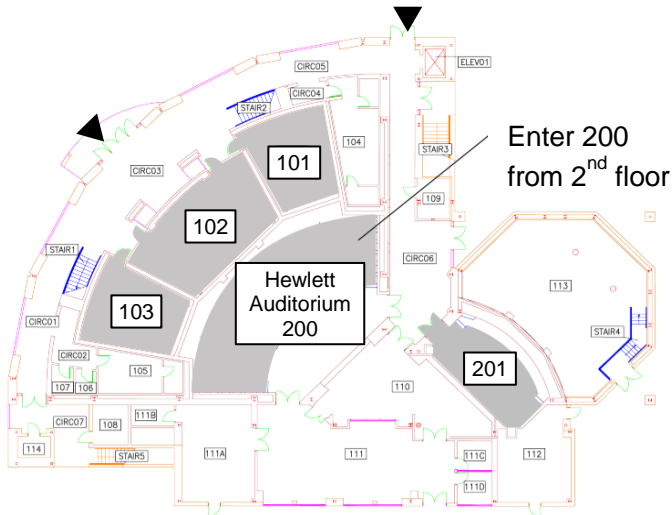 CIRC05
ELEV01
CIRC04
STAIR2
101
104
STAIR3
Enter 200
from 2nd floor
CIRC03
109
102
STAIR1
CIRC06
Hewlett
Auditorium
200
113
103
CIRC01
STAIR4
CIRC02
105
201
107
106
110
CIRC07
108
111B
114
STAIR5
111A
111
111C
112
111D